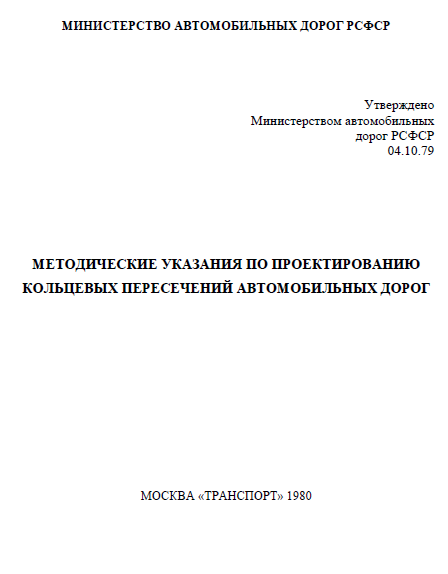 МИНИСТЕРСТВО АВТОМОБИЛЬНЫХ ДОРОГ РСФСР
Утверждено
Министерством автомобильных
дорог РСФСР
04.10.79
МЕТОДИЧЕСКИЕ УКАЗАНИЯ ПО ПРОЕКТИРОВАНИЮ
КОЛЬЦЕВЫХ ПЕРЕСЕЧЕНИЙ АВТОМОБИЛЬНЫХ ДОРОГ
МОСКВА «ТРАНСПОРТ» 1980